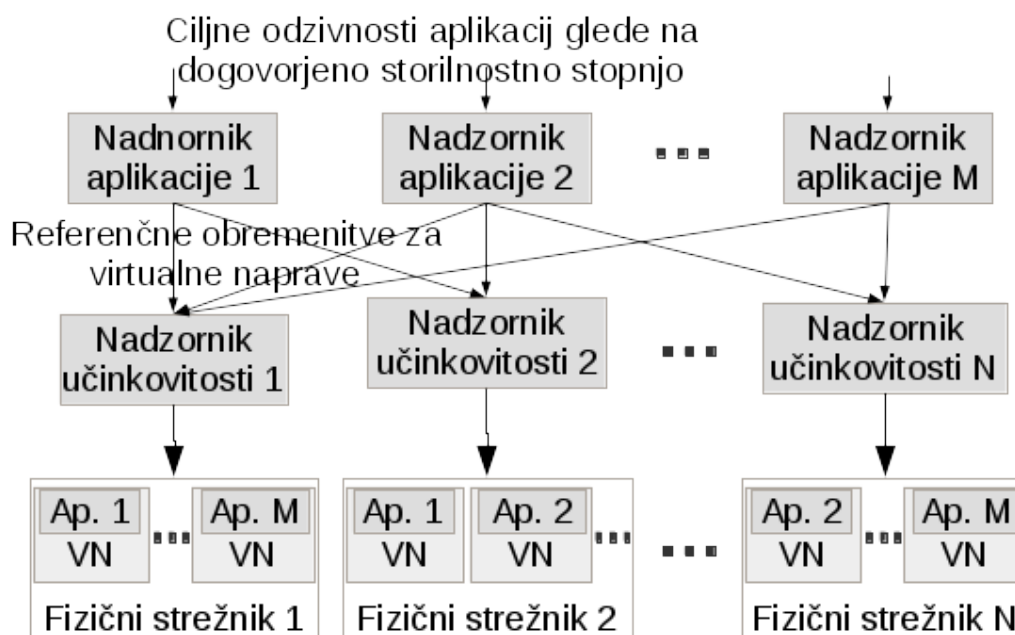 Ciljne odzivnosti aplikacij glede na
dogovorjeno storilnostno stopnjo
Nadnornik
aplikacije 1
Nadzornik
aplikacije 2
Nadzornik
aplikacije M
Referenčne obremenitve za
virtualne naprave
Nadzornik
učinkovitosti 1
Nadzornik
učinkovitosti 2
Nadzornik
učinkovitosti N
Ap. 1
VN
Ap. M
VN
Fizični strežnik 1
Ap. 1
VN
Ap. 2
VN
Fizični strežnik 2
Ap. 2
VN
Ap. M
VN
Fizični strežnik N